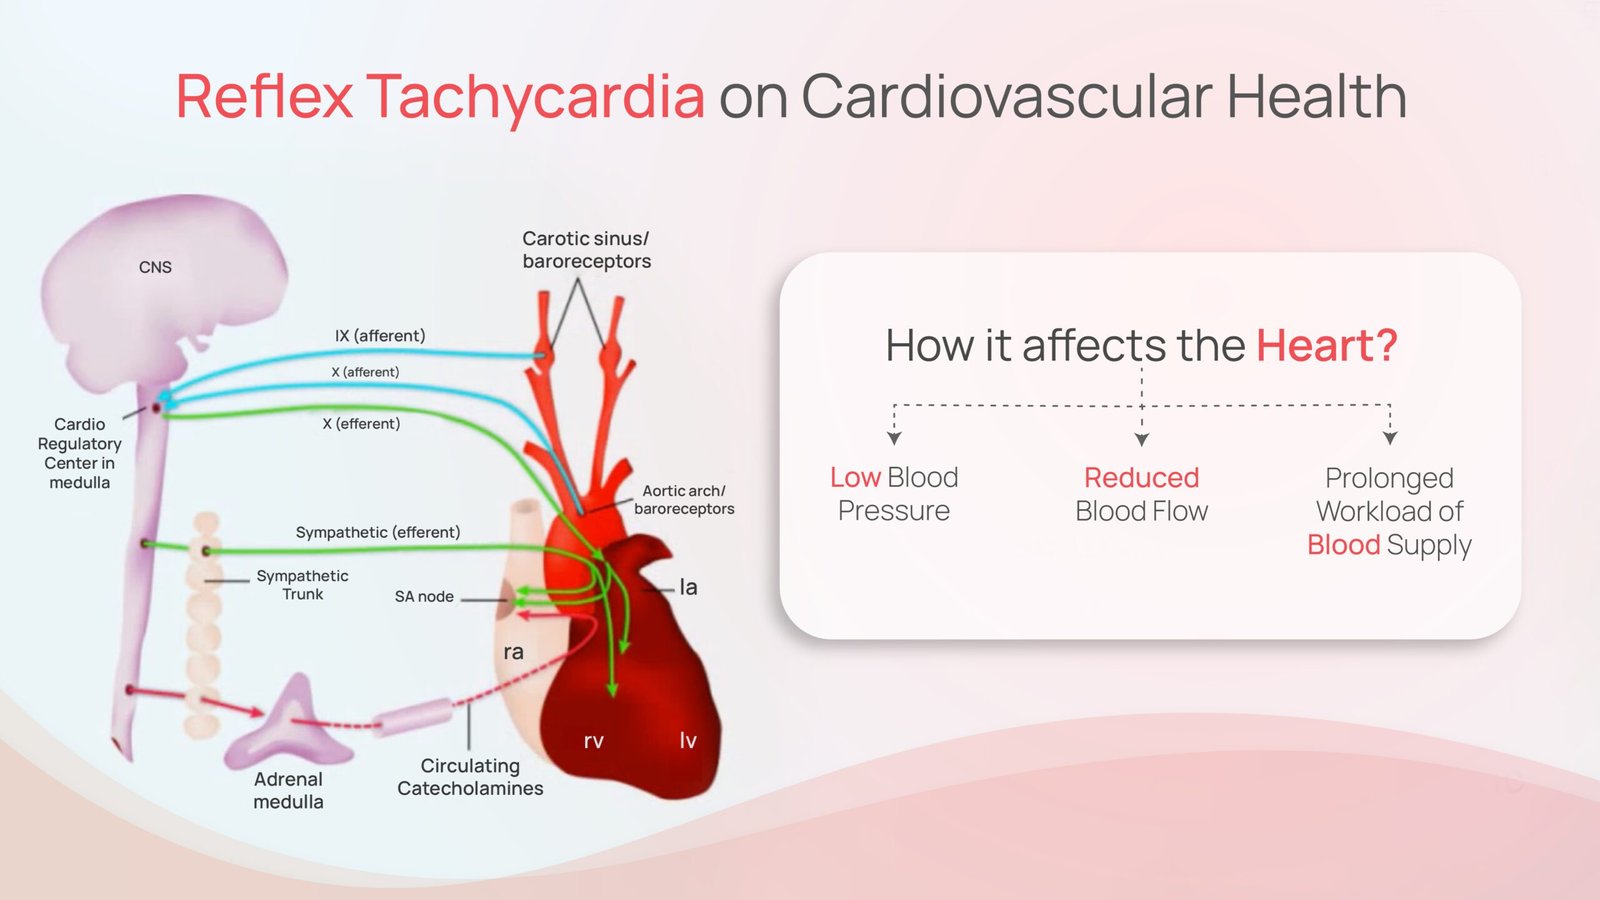 Reflex Tachycardia on Cardiovascular Health
CNS
Carotic sinus/
baroreceptors
IX (afferent)
X (afferent)
X (efferent)
Cardio
Regulatory
Center in
medulla
Aortic arch/
baroreceptors
Sympathetic (efferent)
Sympathetic
Trunk
SA node
la
ra
rv
lv
Circulating
Catecholamines
Adrenal
medulla
How it affects the Heart?
Low Blood
Pressure
Reduced
Blood Flow
Prolonged
Workload of
Blood Supply